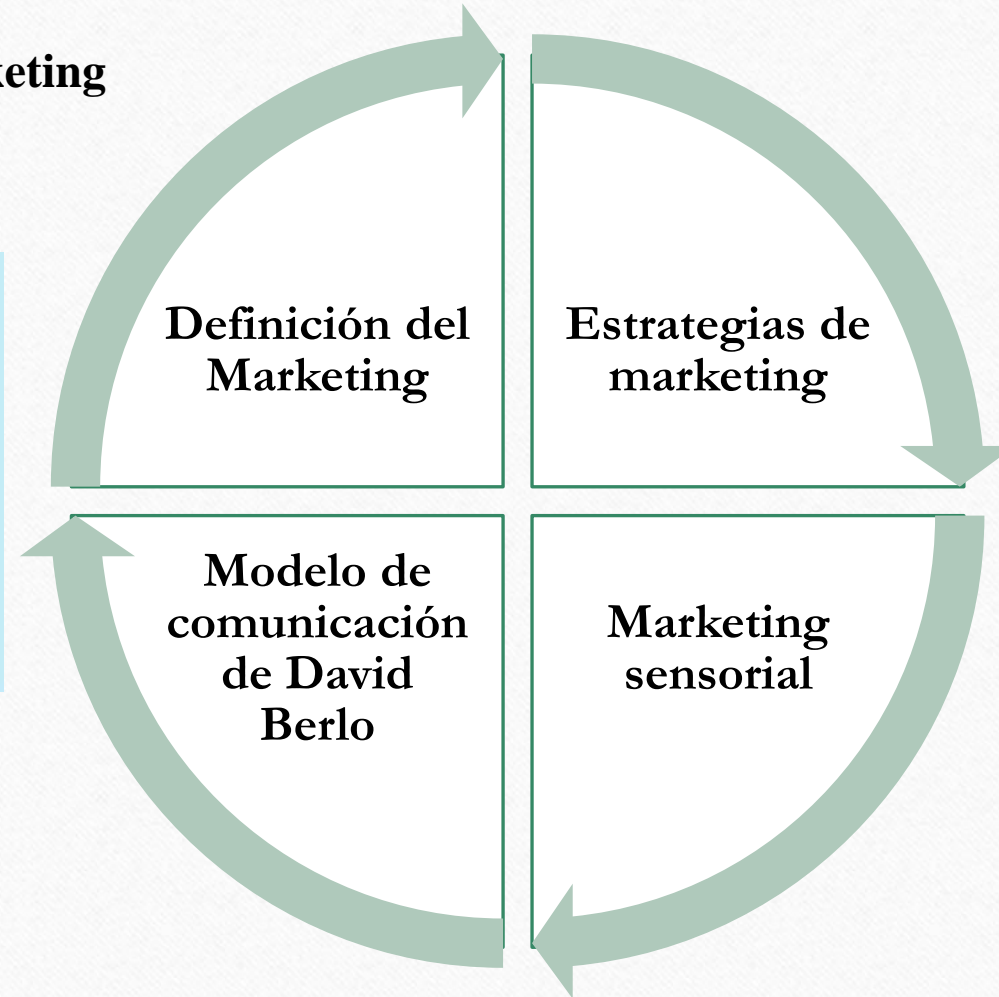 keting
Definición del
Marketing
Estrategias de
marketing
Modelo de
comunicación
de David
Berlo
Marketing
sensorial